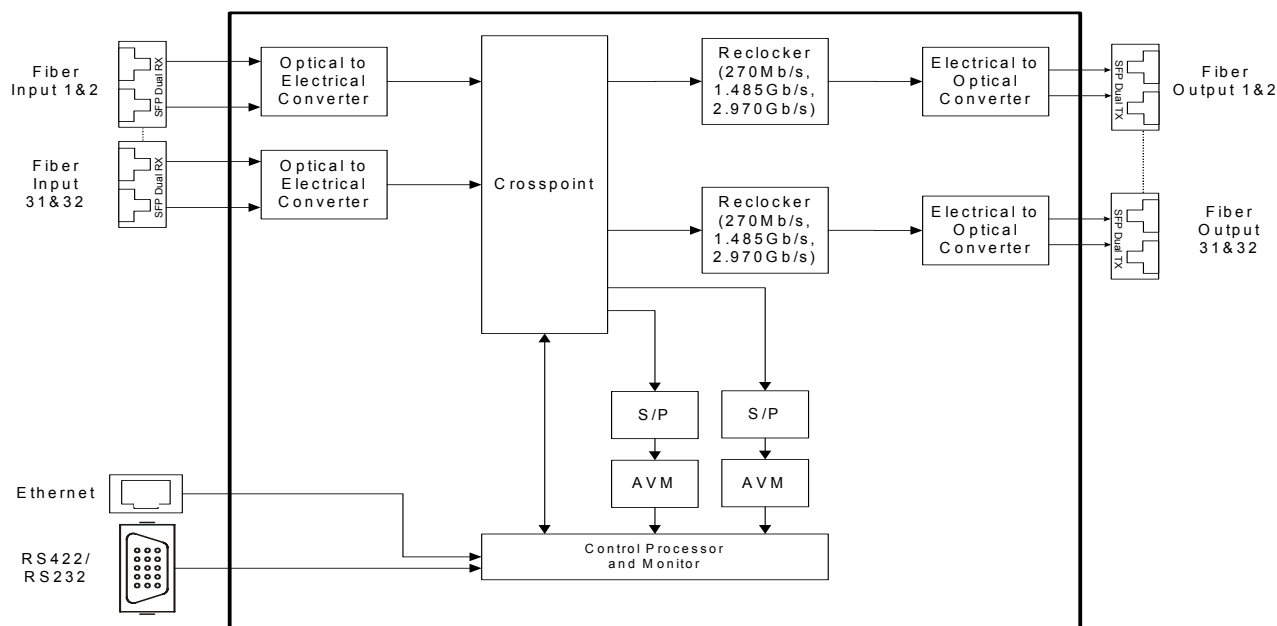 Fiber
Input 1&2
SFP Dual RX
Optical to
Electrical
Converter
Fiber
Input
31&32
SFP Dual RX
Optical to
Electrical
Converter
Crosspoint
Reclocker
(270Mb/s,
1.485Gb/s,
2.970Gb/s)
Electrical to
Optical
Converter
SFP Dual TX
Fiber
Output 1&2
Reclocker
(270Mb/s,
1.485Gb/s,
2.970Gb/s)
Electrical to
Optical
Converter
SFP Dual TX
Fiber
Output
31&32
S/P
S/P
AVM
AVM
Ethernet
RS422/
RS232
Control Processor
and Monitor